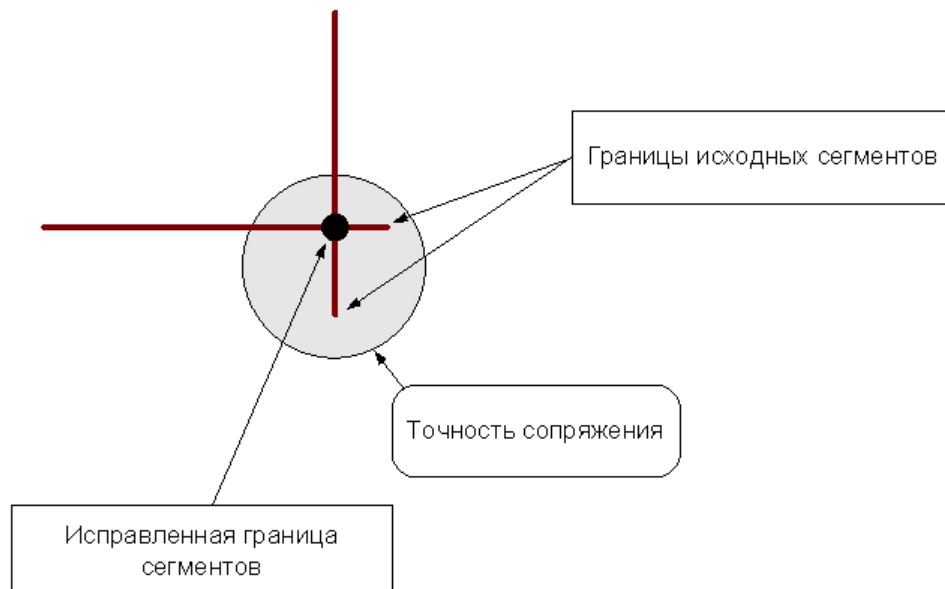 Границы исходных сегментов
Точность сопряжения
Исправленная граница
сегментов